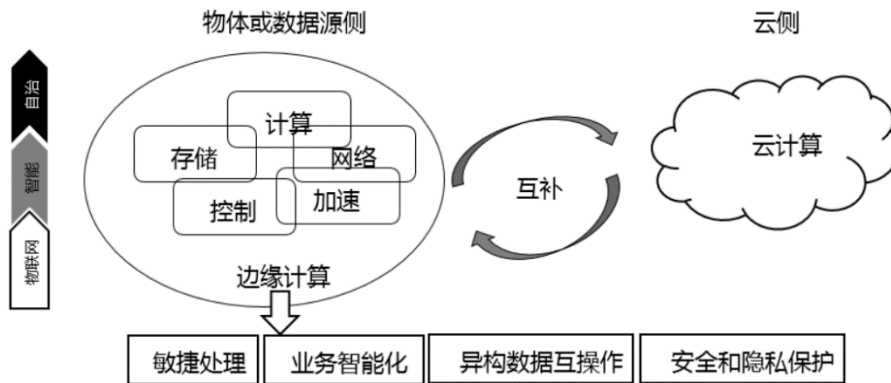 物体或数据源侧
云侧
自治
智能
物联网
计算
存储
网络
控制
加速
边缘计算
互补
云计算
敏捷处理
业务智能化
异构数据互操作
安全和隐私保护